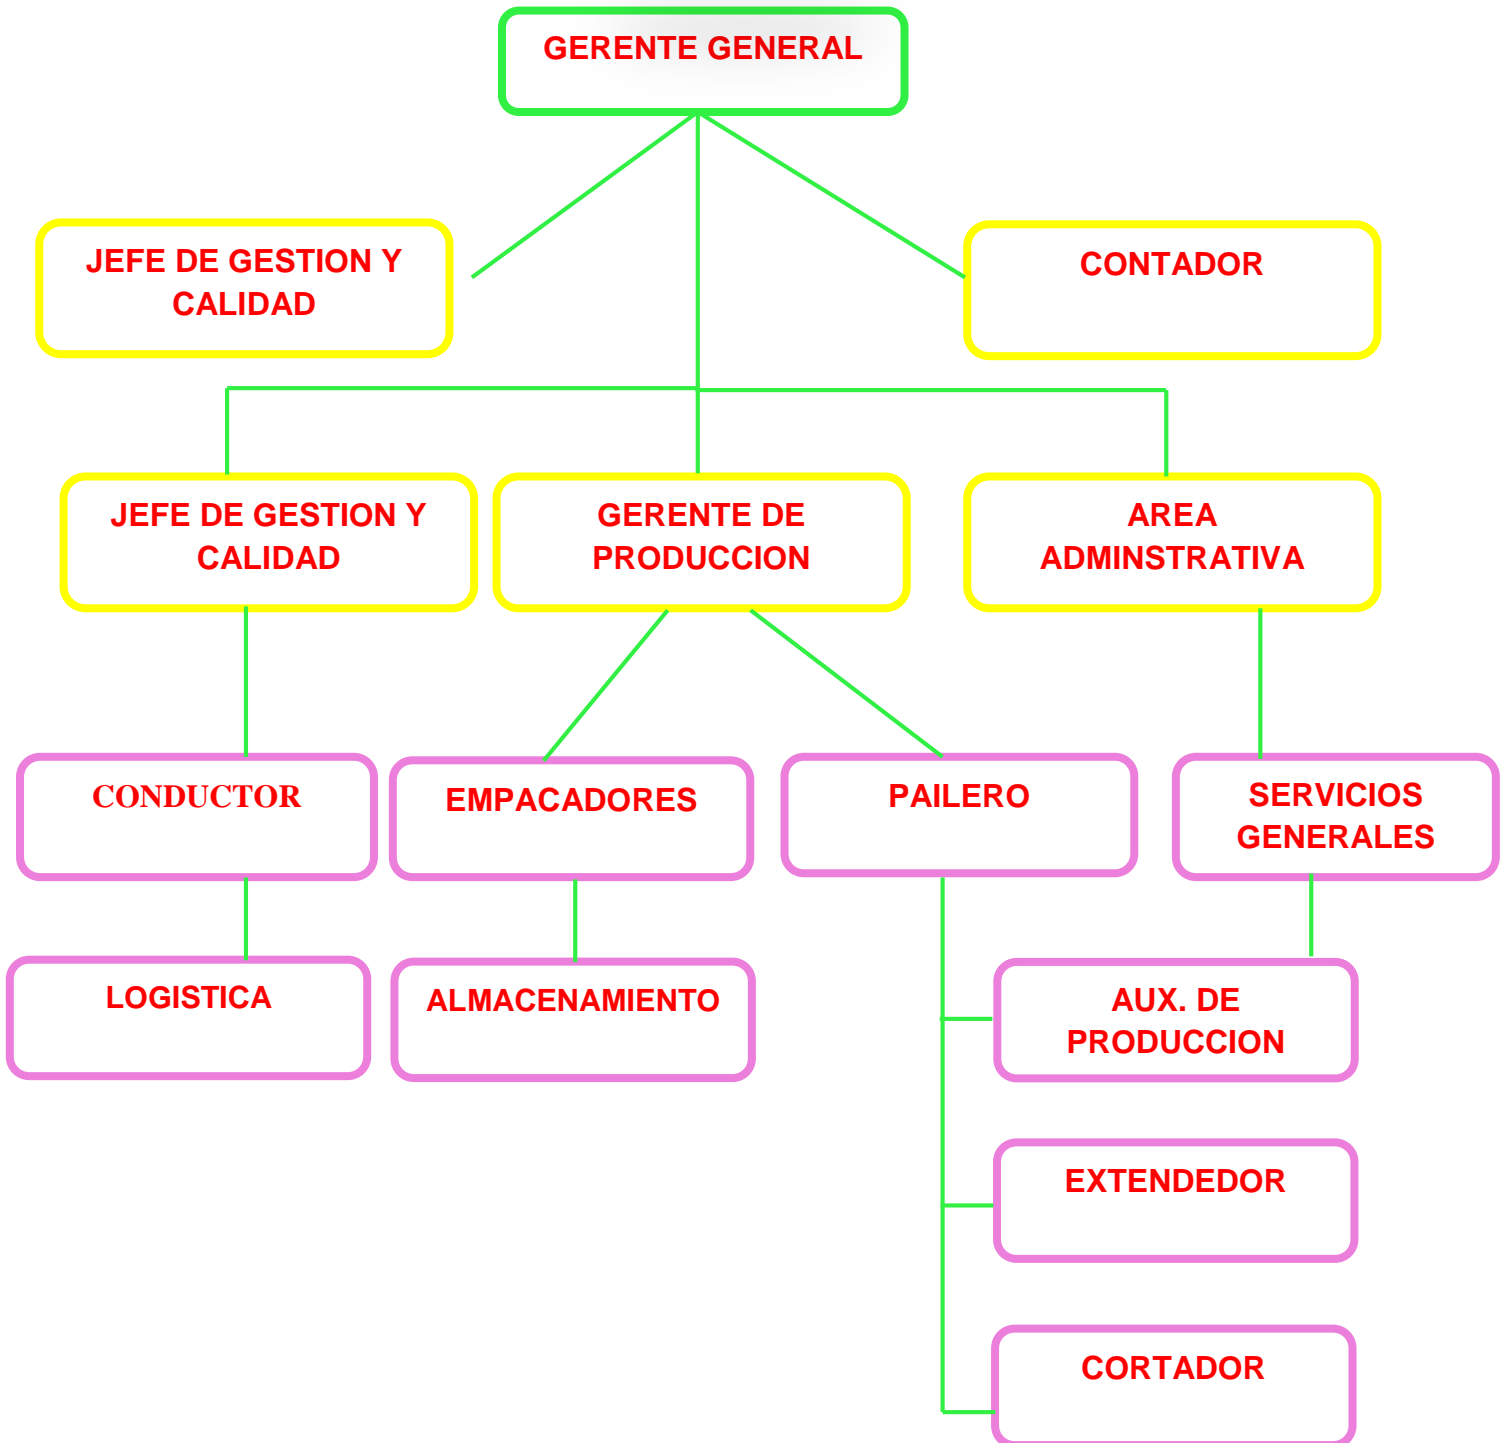 GERENTE GENERAL
JEFE DE GESTION Y
CALIDAD
CONTADOR
JEFE DE GESTION Y
CALIDAD
GERENTE DE
PRODUCCION
AREA
ADMINSTRATIVA
CONDUCTOR
EMPACADORES
PAILERO
SERVICIOS
GENERALES
LOGISTICA
ALMACENAMIENTO
AUX. DE
PRODUCCION
EXTENDEDOR
CORTADOR